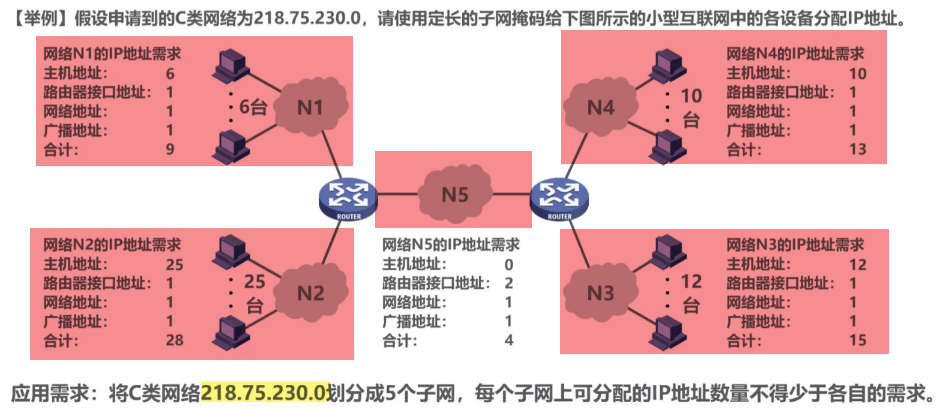 【举例】假设申请到的C类网络为218.75.230.0，请使用定长的子网掩码给下图所示的小型互联网中的各设备分配IP地址。
网络N1的IP地址需求
主机地址： 6
路由器接口地址： 1
网络地址： 1
广播地址： 1
合计： 9
6台
N1
N4
10
台
网络N4的IP地址需求
主机地址： 10
路由器接口地址： 1
网络地址： 1
广播地址： 1
合计： 13
ROUTER
N5
ROUTER
网络N2的IP地址需求
主机地址： 25
路由器接口地址： 1
网络地址： 1
广播地址： 1
合计： 28
25
台
N2
网络N5的IP地址需求
主机地址： 0
路由器接口地址： 2
网络地址： 1
广播地址： 1
合计： 4
N3
12
台
网络N3的IP地址需求
主机地址： 12
路由器接口地址： 1
网络地址： 1
广播地址： 1
合计： 15
应用需求：将C类网络218.75.230.0划分成5个子网，每个子网上可分配的IP地址数量不得少于各自的需求。